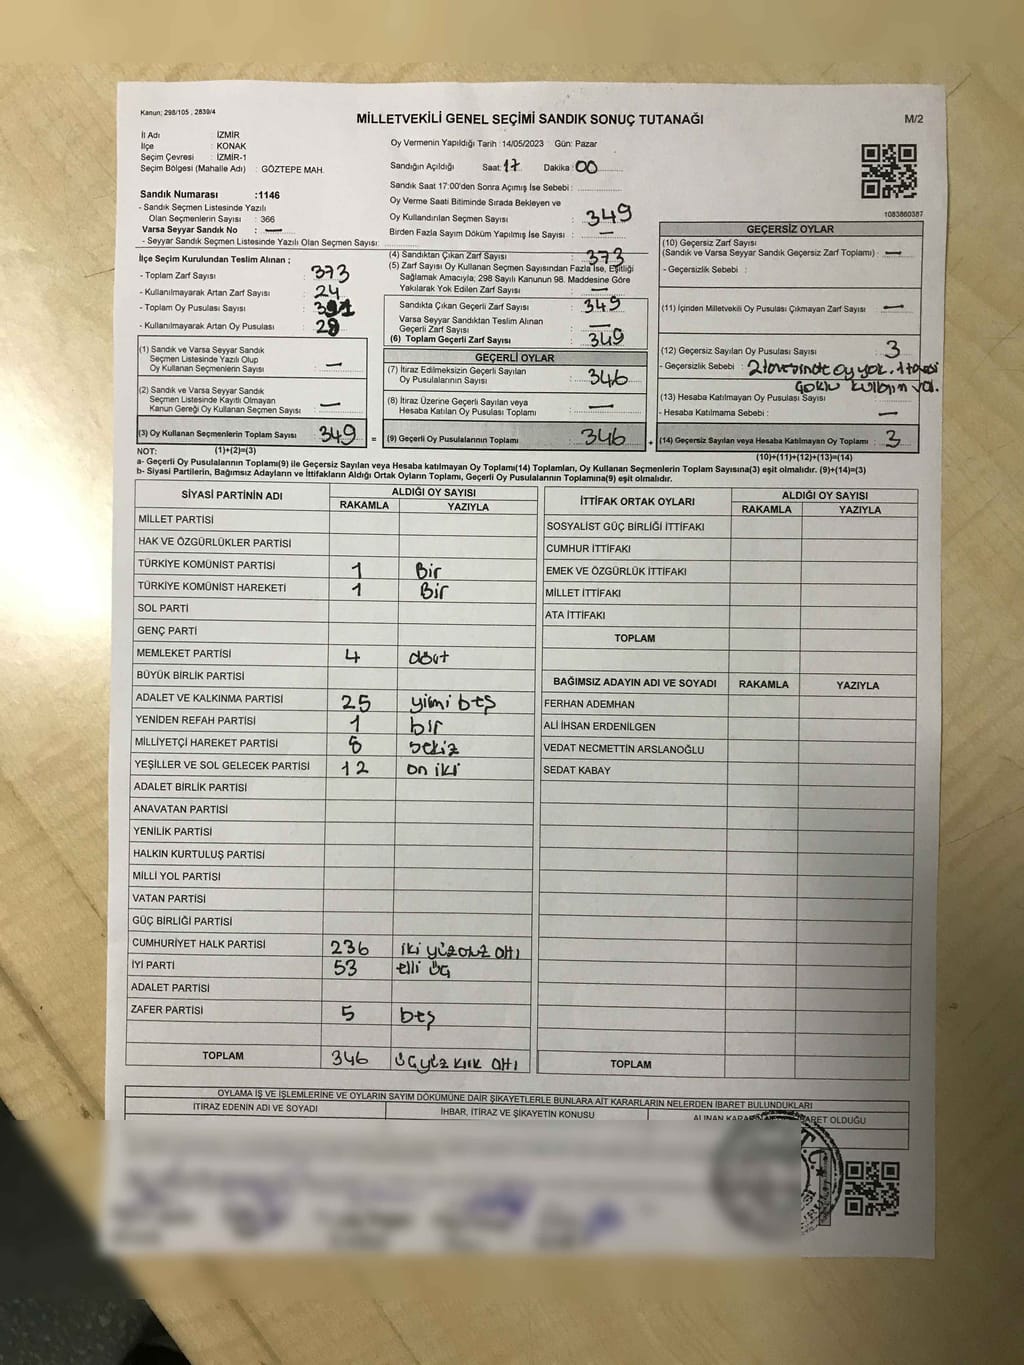 Kanun; 298/105 , 2839/4
MİLLETVEKİLİ GENEL SEÇİMİ SANDIK SONUÇ TUTANAĞI
M/2
İl Adı : İZMİR
İlçe : KONAK
Seçim Çevresi : İZMİR-1
Seçim Bölgesi (Mahalle Adı) : GÖZTEPE MAH.
Sandık Numarası :1146
- Sandık Seçmen Listesinde Yazılı
Olan Seçmenlerin Sayısı : 366
Varsa Seyyar Sandık No : —
- Seyyar Sandık Seçmen Listesinde Yazılı Olan Seçmen Sayısı:
Oy Vermenin Yapıldığı Tarih : 14/05/2023 Gün: Pazar
Sandığın Açıldığı Saat: 17 Dakika : 00
Sandık Saat 17:00'den Sonra Açımış İse Sebebi :
Oy Verme Saati Bitiminde Sırada Bekleyen ve
Oy Kullandırılan Seçmen Sayısı : 349
Birden Fazla Sayım Döküm Yapılmış İse Sayısı : —
1083860387
İlçe Seçim Kurulundan Teslim Alınan ;
- Toplam Zarf Sayısı : 373
- Kullanılmayarak Artan Zarf Sayısı : 24
- Toplam Oy Pusulası Sayısı :
- Kullanılmayarak Artan Oy Pusulası :
(4) Sandıktan Çıkan Zarf Sayısı : 373
(5) Zarf Sayısı Oy Kullanan Seçmen Sayısından Fazla İse, Eşitliği
Sağlamak Amacıyla; 298 Sayılı Kanunun 98. Maddesine Göre
Yakılarak Yok Edilen Zarf Sayısı : —
Sandıkta Çıkan Geçerli Zarf Sayısı : 349
Varsa Seyyar Sandıktan Teslim Alınan
Geçerli Zarf Sayısı : —
(6) Toplam Geçerli Zarf Sayısı : 349
GEÇERSİZ OYLAR
(10) Geçersiz Zarf Sayısı
(Sandık ve Varsa Seyyar Sandık Geçersiz Zarf Toplamı) : —
- Geçersizlik Sebebi :
(11) İçinden Milletvekili Oy Pusulası Çıkmayan Zarf Sayısı : —
(12) Geçersiz Sayılan Oy Pusulası Sayısı : 3
- Geçersizlik Sebebi : 2 tanesinde oy yok. 1 tanesi
çoklu kullanım var.
(13) Hesaba Katılmayan Oy Pusulası Sayısı :
- Hesaba Katılmama Sebebi : —
(14) Geçersiz Sayılan veya Hesaba Katılmayan Oy Toplamı : 3
(10)+(11)+(12)+(13)=(14)
(1) Sandık ve Varsa Seyyar Sandık
Seçmen Listesinde Yazılı Olup
Oy Kullanan Seçmenlerin Sayısı : —
(2) Sandık ve Varsa Seyyar Sandık
Seçmen Listesinde Kayıtlı Olmayan
Kanun Gereği Oy Kullanan Seçmen Sayısı : —
(3) Oy Kullanan Seçmenlerin Toplam Sayısı : 349 =
(1)+(2)=(3)
GEÇERLİ OYLAR
(7) İtiraz Edilmeksizin Geçerli Sayılan
Oy Pusulalarının Sayısı : 346
(8) İtiraz Üzerine Geçerli Sayılan veya
Hesaba Katılan Oy Pusulası Toplamı : —
(9) Geçerli Oy Pusulalarının Toplamı : 346 +
NOT:
a- Geçerli Oy Pusulalarının Toplamı(9) ile Geçersiz Sayılan veya Hesaba katılmayan Oy Toplamı(14) Toplamları, Oy Kullanan Seçmenlerin Toplam Sayısına(3) eşit olmalıdır. (9)+(14)=(3)
b- Siyasi Partilerin, Bağımsız Adayların ve İttifakların Aldığı Ortak Oyların Toplamı, Geçerli Oy Pusulaların Toplamına(9) eşit olmalıdır.
SİYASİ PARTİNİN ADI ALDIĞI OY SAYISI
RAKAMLA YAZIYLA
MİLLET PARTİSİ
HAK VE ÖZGÜRLÜKLER PARTİSİ
TÜRKİYE KOMÜNİST PARTİSİ 1 Bir
TÜRKİYE KOMÜNİST HAREKETİ 1 Bir
SOL PARTİ
GENÇ PARTİ
MEMLEKET PARTİSİ 4 dört
BÜYÜK BİRLİK PARTİSİ
ADALET VE KALKINMA PARTİSİ 25 yirmi beş
YENİDEN REFAH PARTİSİ 1 bir
MİLLİYETÇİ HAREKET PARTİSİ 8 sekiz
YEŞİLLER VE SOL GELECEK PARTİSİ 12 on iki
ADALET BİRLİK PARTİSİ
ANAVATAN PARTİSİ
YENİLİK PARTİSİ
HALKIN KURTULUŞ PARTİSİ
MİLLİ YOL PARTİSİ
VATAN PARTİSİ
GÜÇ BİRLİĞİ PARTİSİ
CUMHURİYET HALK PARTİSİ 236 iki yüz otuz altı
İYİ PARTİ 53 elli üç
ADALET PARTİSİ
ZAFER PARTİSİ 5 beş
TOPLAM 346 üçyüz kırk altı
İTTİFAK ORTAK OYLARI ALDIĞI OY SAYISI
RAKAMLA YAZIYLA
SOSYALİST GÜÇ BİRLİĞİ İTTİFAKI
CUMHUR İTTİFAKI
EMEK VE ÖZGÜRLÜK İTTİFAKI
MİLLET İTTİFAKI
ATA İTTİFAKI
TOPLAM
BAĞIMSIZ ADAYIN ADI VE SOYADI RAKAMLA YAZIYLA
FERHAN ADEMHAN
ALİ İHSAN ERDENİLGEN
VEDAT NECMETTİN ARSLANOĞLU
SEDAT KABAY
TOPLAM
OYLAMA İŞ VE İŞLEMLERİNE VE OYLARIN SAYIM DÖKÜMÜNE DAİR ŞİKAYETLERLE BUNLARA AİT KARARLARIN NELERDEN İBARET BULUNDUKLARI
İTİRAZ EDENİN ADI VE SOYADI İHBAR, İTİRAZ VE ŞİKAYETİN KONUSU ALINAN OLDUĞU